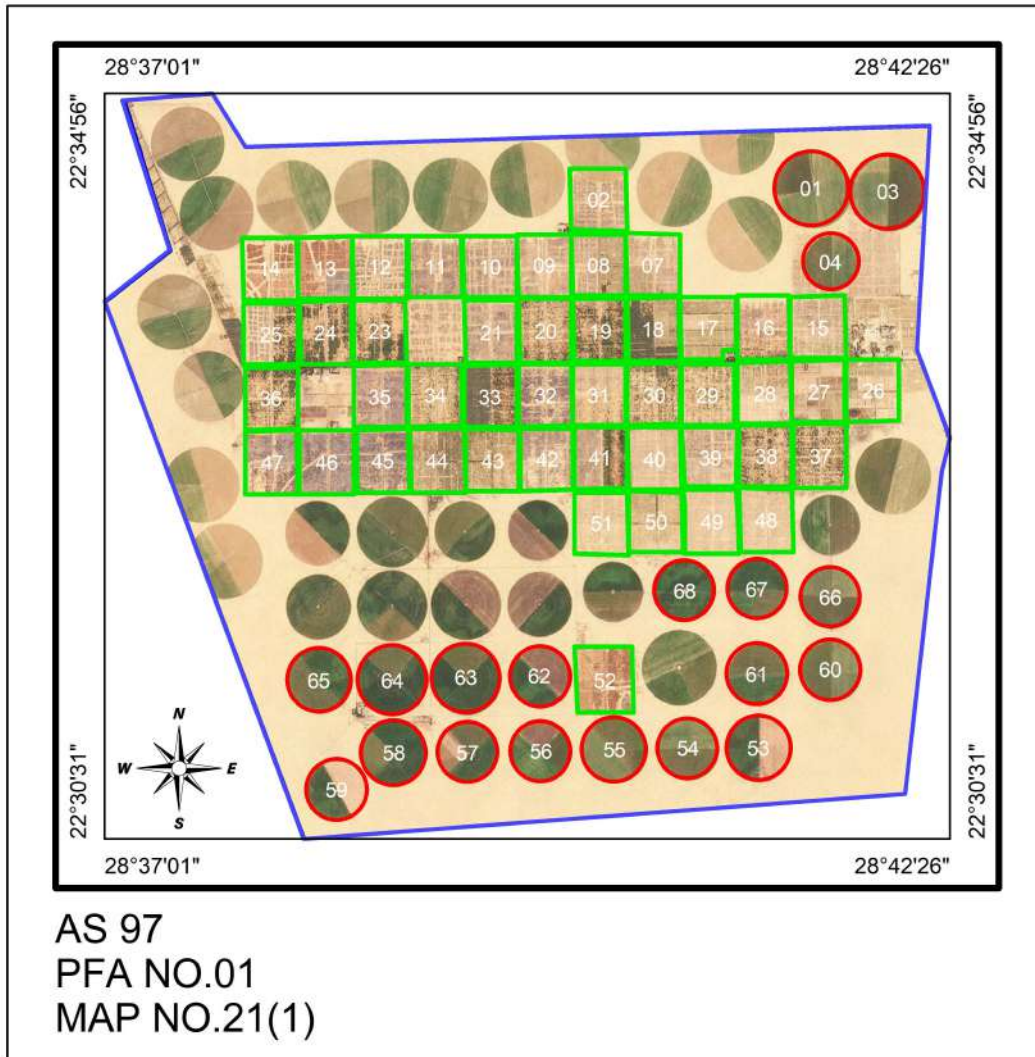 28°37'01" 28°42'26"
22°34'56" 22°34'56"
01 03
02
04
14 13 12 11 10 09 08 07
25 24 23 21 20 19 18 17 16 15
36 35 34 33 32 31 30 29 28 27 26
47 46 45 44 43 42 41 40 39 38 37
51 50 49 48
68 67 66
65 64 63 62 52 61 60
58 57 56 55 54 53
59
N
W E
S
22°30'31" 22°30'31"
28°37'01" 28°42'26"
AS 97
PFA NO.01
MAP NO.21(1)